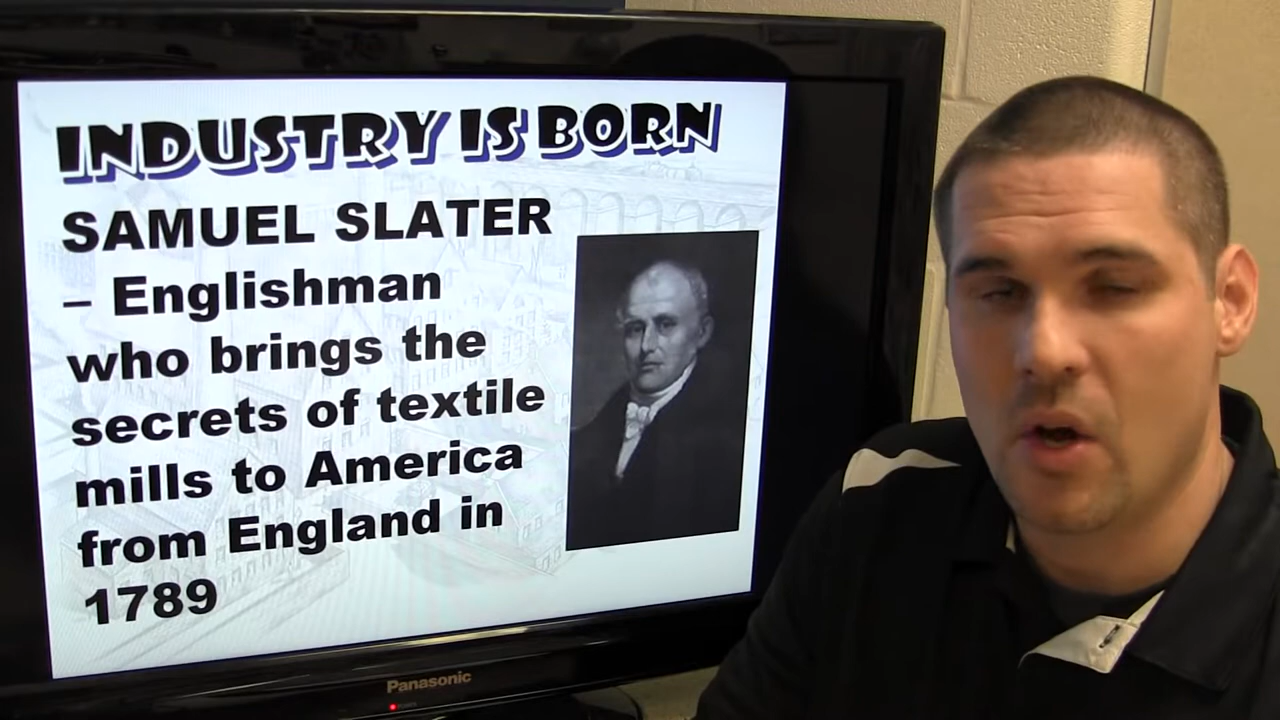 INDUSTRY IS BORN
SAMUEL SLATER
– Englishman
who brings the
secrets of textile
mills to America
from England in
1789
Panasonic